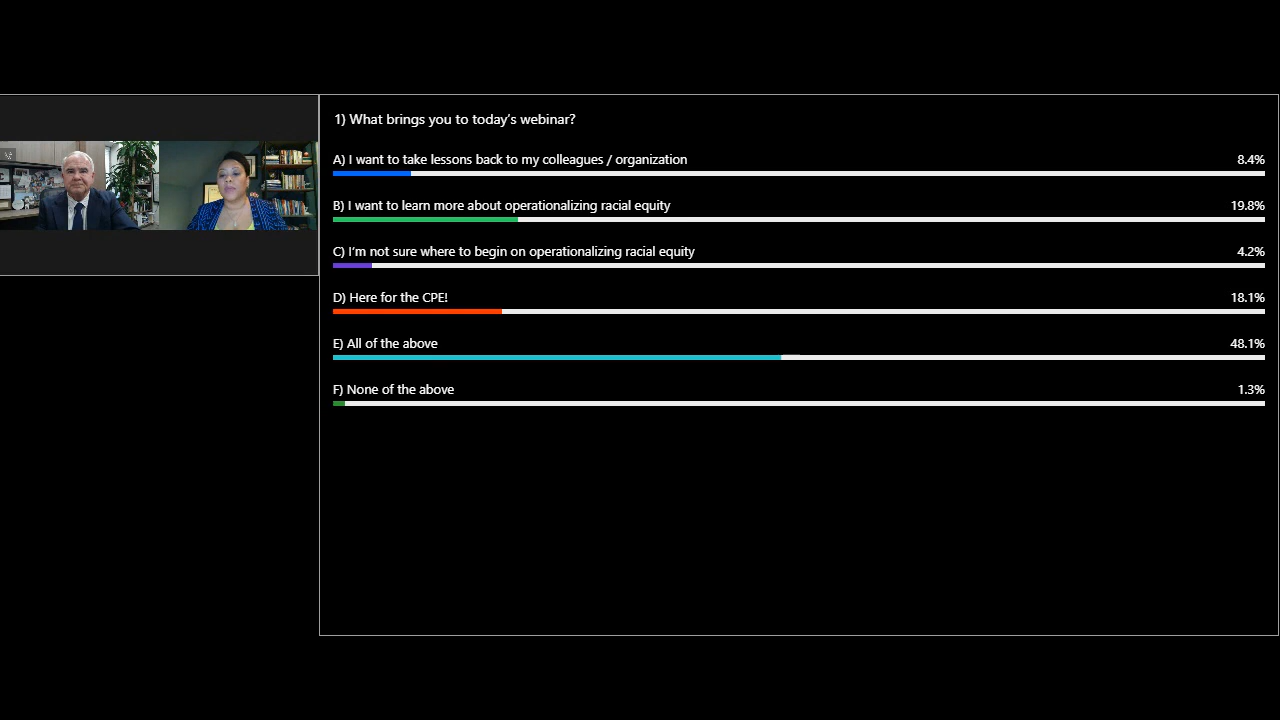 1) What brings you to today’s webinar?
A) I want to take lessons back to my colleagues / organization 8.4%
B) I want to learn more about operationalizing racial equity 19.8%
C) I’m not sure where to begin on operationalizing racial equity 4.2%
D) Here for the CPE! 18.1%
E) All of the above 48.1%
F) None of the above 1.3%